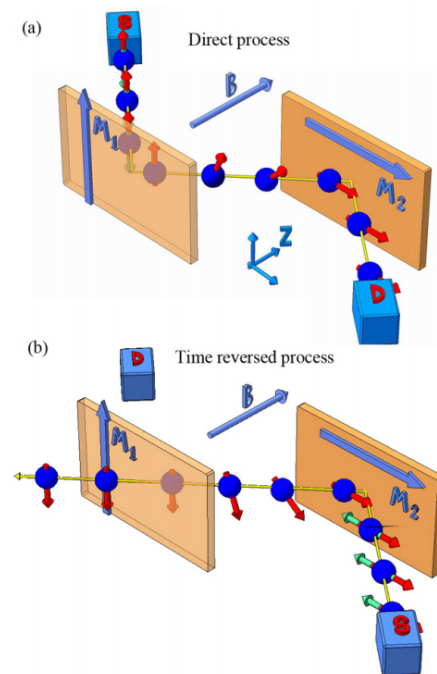 (a)
S
Direct process
B
M1
M2
Z
D
(b)
D
Time reversed process
B
M1
M2
S